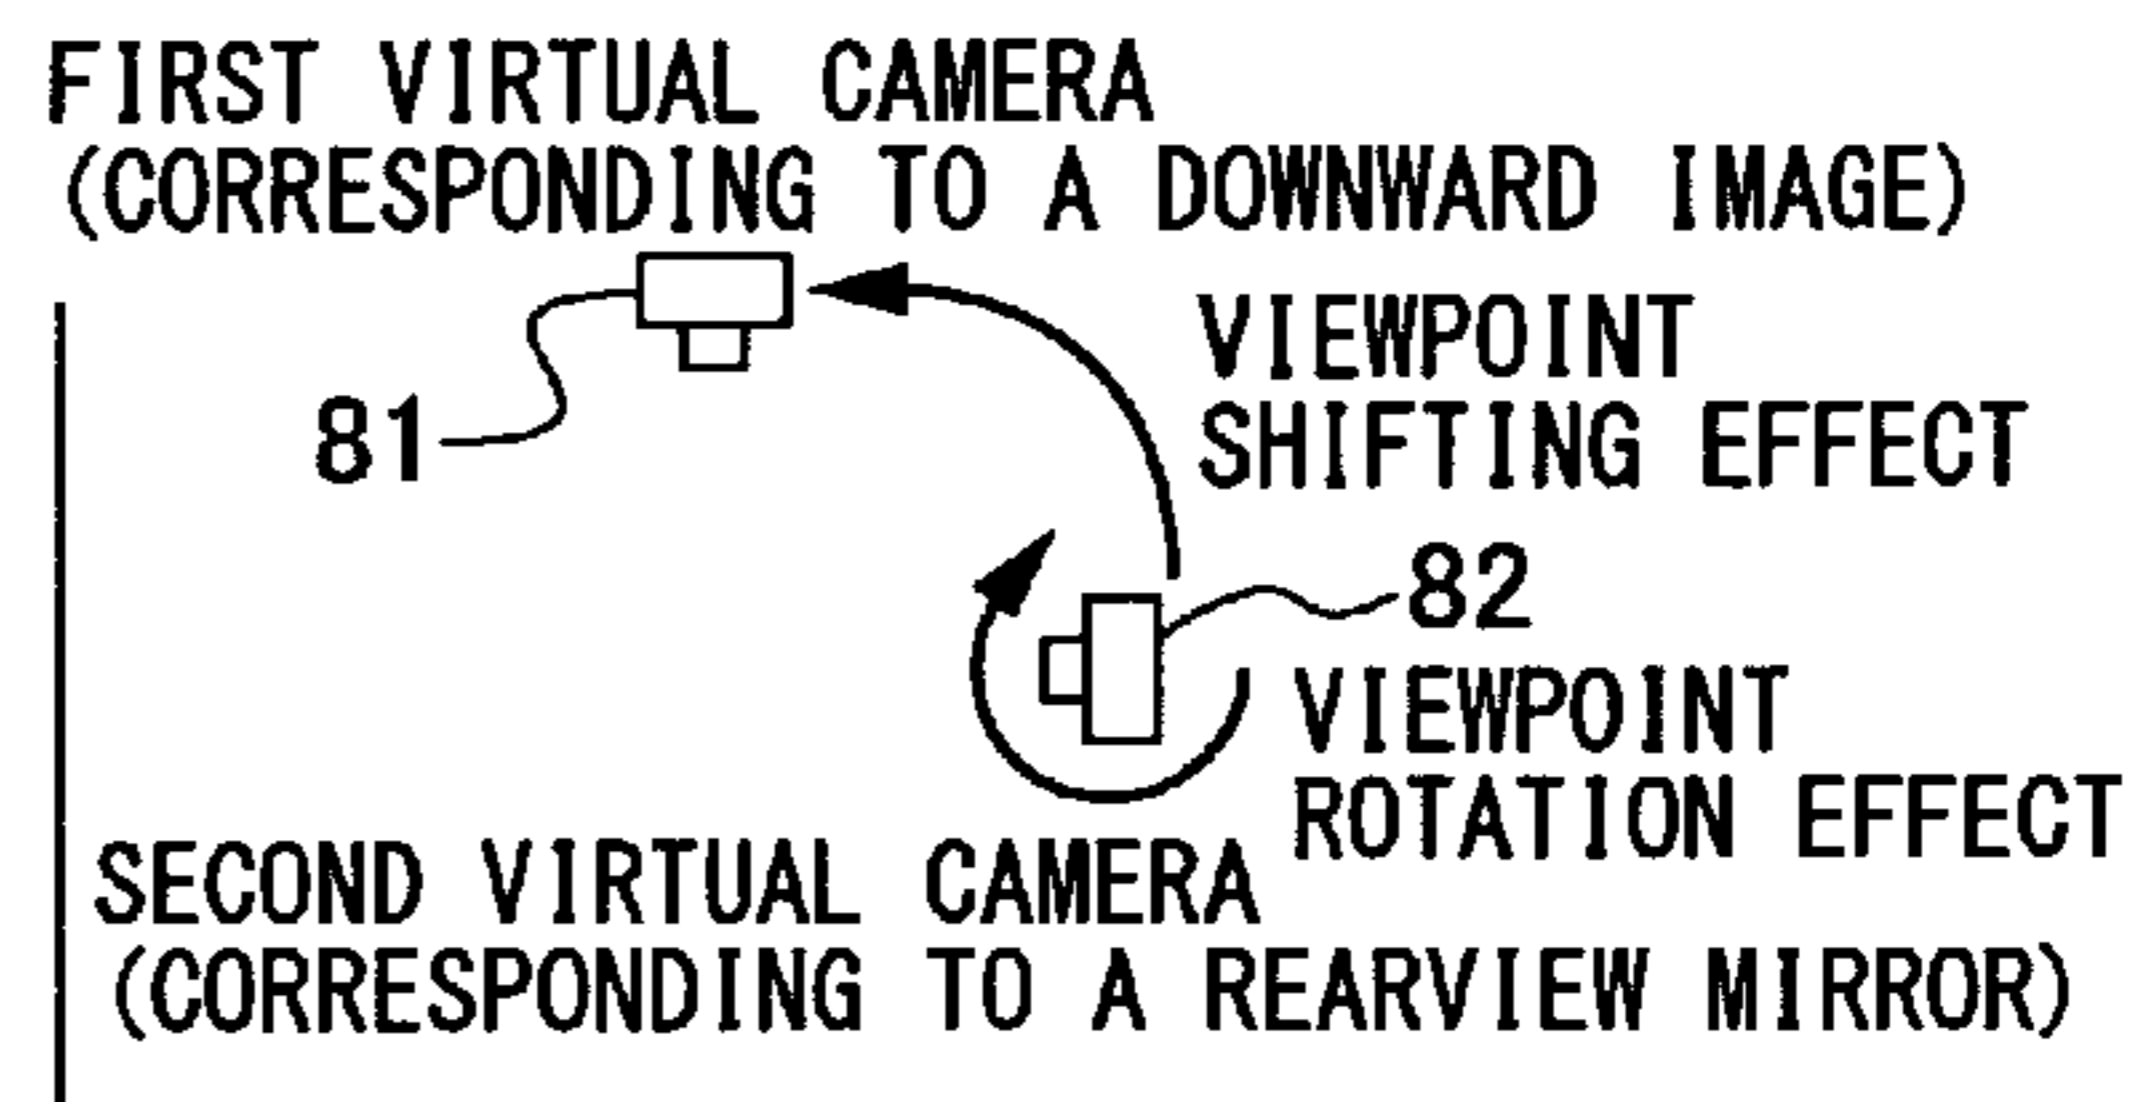 FIRST VIRTUAL CAMERA
(CORRESPONDING TO A DOWNWARD IMAGE)
VIEWPOINT
SHIFTING EFFECT
81
82
VIEWPOINT
ROTATION EFFECT
SECOND VIRTUAL CAMERA
(CORRESPONDING TO A REARVIEW MIRROR)